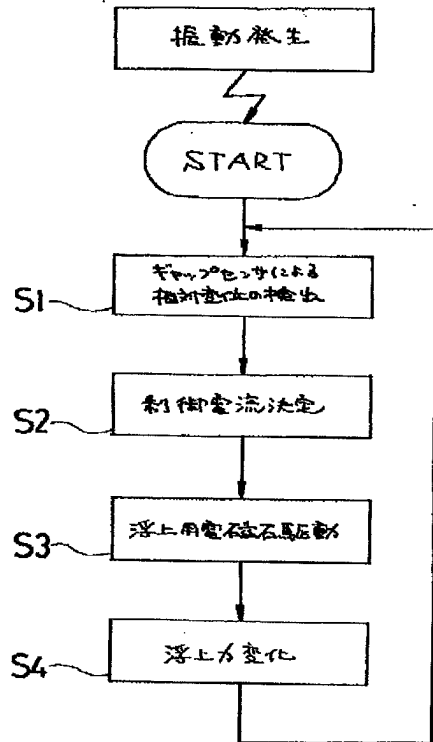 振動発生
START
S1
ギャップセンサによる
相対変位の検出
S2
制御電流決定
S3
浮上用電磁石駆動
S4
浮上力変化